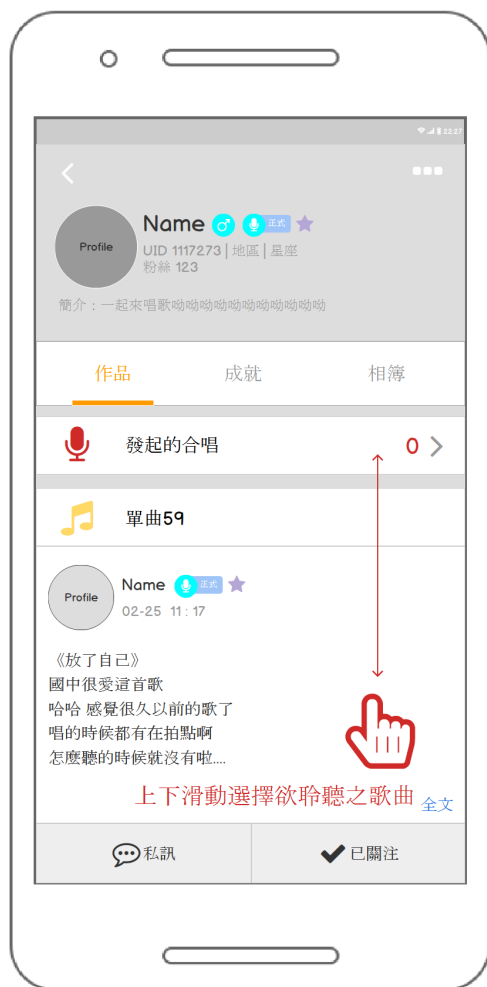 22:27
Profile
Name 正式
UID 1117273 | 地區 | 星座
粉絲 123
簡介：一起來唱歌呦呦呦呦呦呦呦呦呦呦呦
作品 成就 相簿
發起的合唱 0
單曲59
Profile
Name 正式
02-25 11 : 17
《放了自己》
國中很愛這首歌
哈哈 感覺很久以前的歌了
唱的時候都有在拍點啊
怎麼聽的時候就沒有啦....
上下滑動選擇欲聆聽之歌曲
全文
私訊 已關注